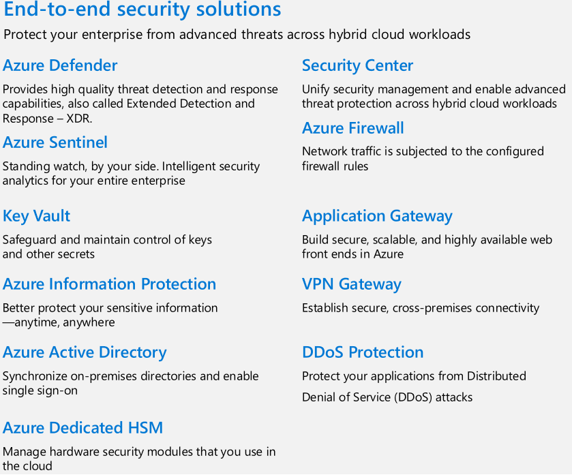 End-to-end security solutions
Protect your enterprise from advanced threats across hybrid cloud workloads
Azure Defender
Provides high quality threat detection and response
capabilities, also called Extended Detection and
Response – XDR.
Azure Sentinel
Standing watch, by your side. Intelligent security
analytics for your entire enterprise
Key Vault
Safeguard and maintain control of keys
and other secrets
Azure Information Protection
Better protect your sensitive information
—anytime, anywhere
Azure Active Directory
Synchronize on-premises directories and enable
single sign-on
Azure Dedicated HSM
Manage hardware security modules that you use in
the cloud
Security Center
Unify security management and enable advanced
threat protection across hybrid cloud workloads
Azure Firewall
Network traffic is subjected to the configured
firewall rules
Application Gateway
Build secure, scalable, and highly available web
front ends in Azure
VPN Gateway
Establish secure, cross-premises connectivity
DDoS Protection
Protect your applications from Distributed
Denial of Service (DDoS) attacks